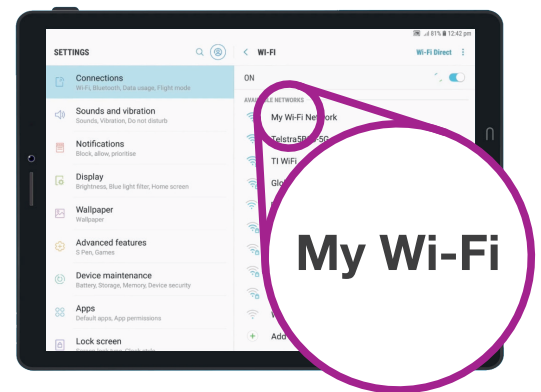 81% 12:42 pm
SETTINGS
Connections
Wi-Fi, Bluetooth, Data usage, Flight mode
Sounds and vibration
Sounds, Vibration, Do not disturb
Notifications
Block, allow, prioritise
Display
Brightness, Blue light filter, Home screen
Wallpaper
Wallpaper
Advanced features
S Pen, Games
Device maintenance
Battery, Storage, Memory, Device security
Apps
Default apps, App permissions
Lock screen
WI-FI
Wi-Fi Direct
ON
AVAILABLE NETWORKS
My Wi-Fi Network
TI WiFi
Add
My Wi-Fi